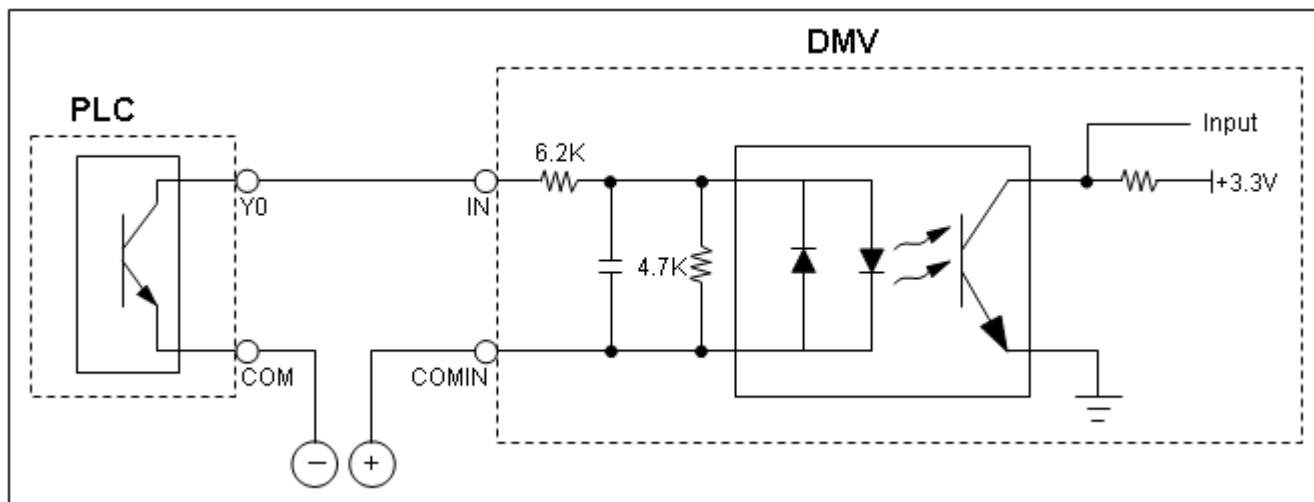 DMV
PLC
Input
6.2K
+3.3V
Y0
IN
4.7K
COM
COMIN
− +